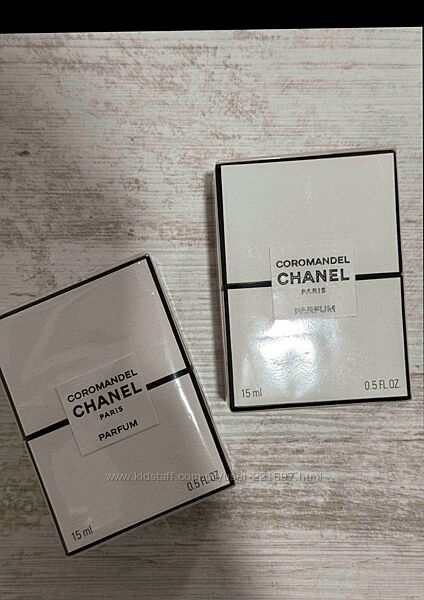 COROMANDEL
CHANEL
PARIS
PARFUM
15 ml
0.5 FL.OZ.
COROMANDEL
CHANEL
PARIS
PARFUM
15 ml
0.5 FL.OZ.